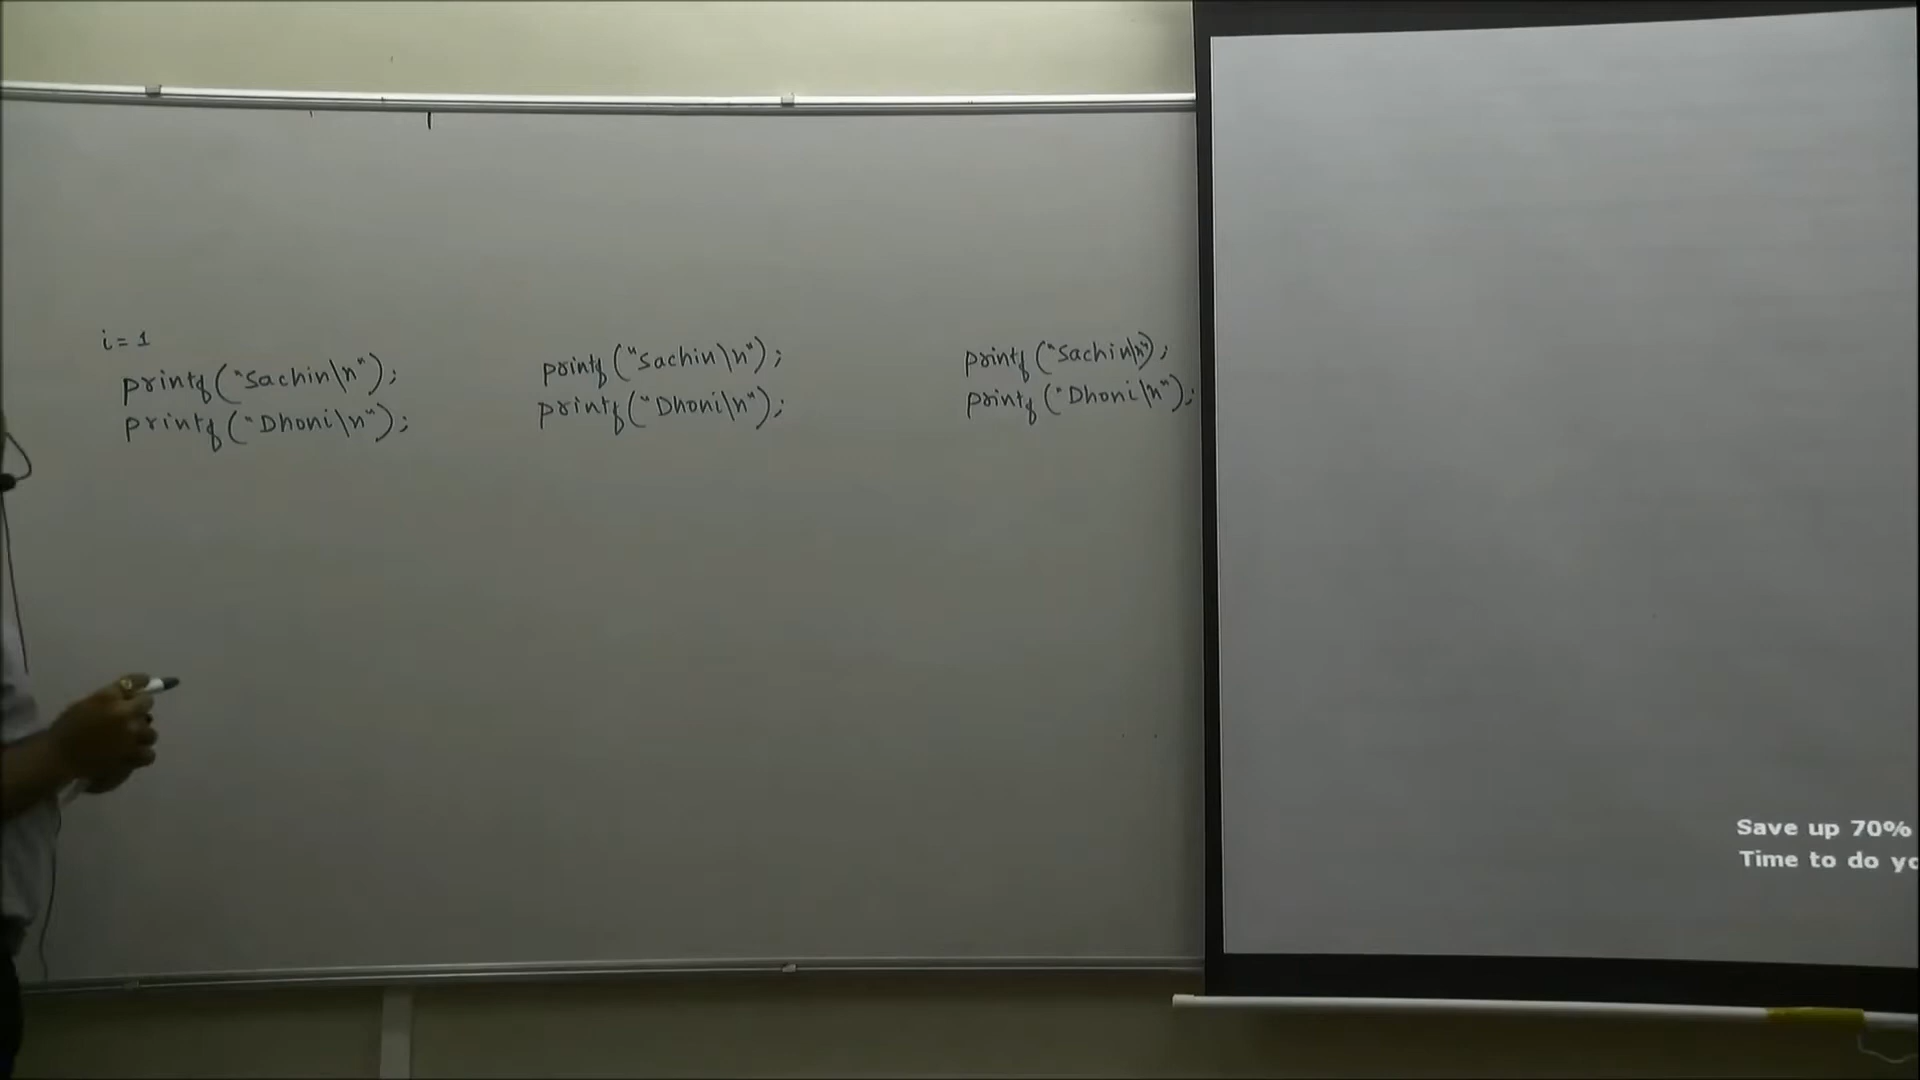 i = 1
printf("Sachin\n");
printf("Dhoni\n");
printf("Sachin\n");
printf("Dhoni\n");
printf("Sachin\n");
printf("Dhoni\n");
Save up 70%
Time to do yo